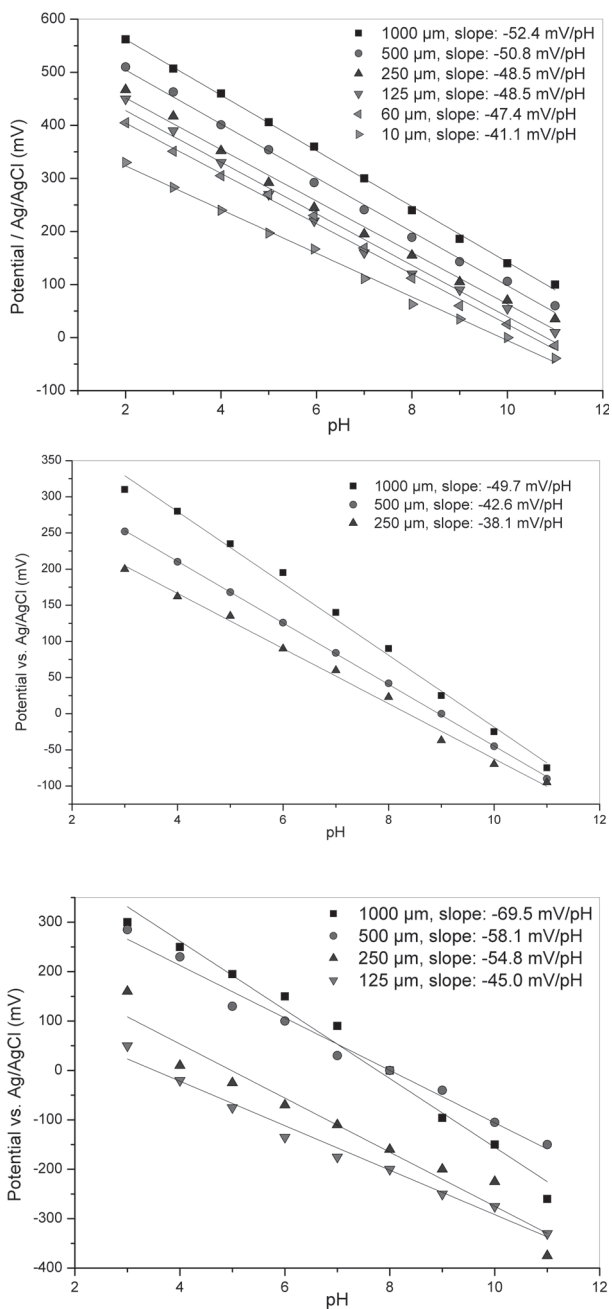 600
500
400
300
200
100
0
-100
Potential / Ag/AgCl (mV)
1000 μm, slope: -52.4 mV/pH
500 μm, slope: -50.8 mV/pH
250 μm, slope: -48.5 mV/pH
125 μm, slope: -48.5 mV/pH
60 μm, slope: -47.4 mV/pH
10 μm, slope: -41.1 mV/pH
2 4 6 8 10 12
pH
350
300
250
200
150
100
50
0
-50
-100
Potential vs. Ag/AgCl (mV)
1000 μm, slope: -49.7 mV/pH
500 μm, slope: -42.6 mV/pH
250 μm, slope: -38.1 mV/pH
2 4 6 8 10 12
pH
300
200
100
0
-100
-200
-300
-400
Potential vs. Ag/AgCl (mV)
1000 μm, slope: -69.5 mV/pH
500 μm, slope: -58.1 mV/pH
250 μm, slope: -54.8 mV/pH
125 μm, slope: -45.0 mV/pH
2 4 6 8 10 12
pH